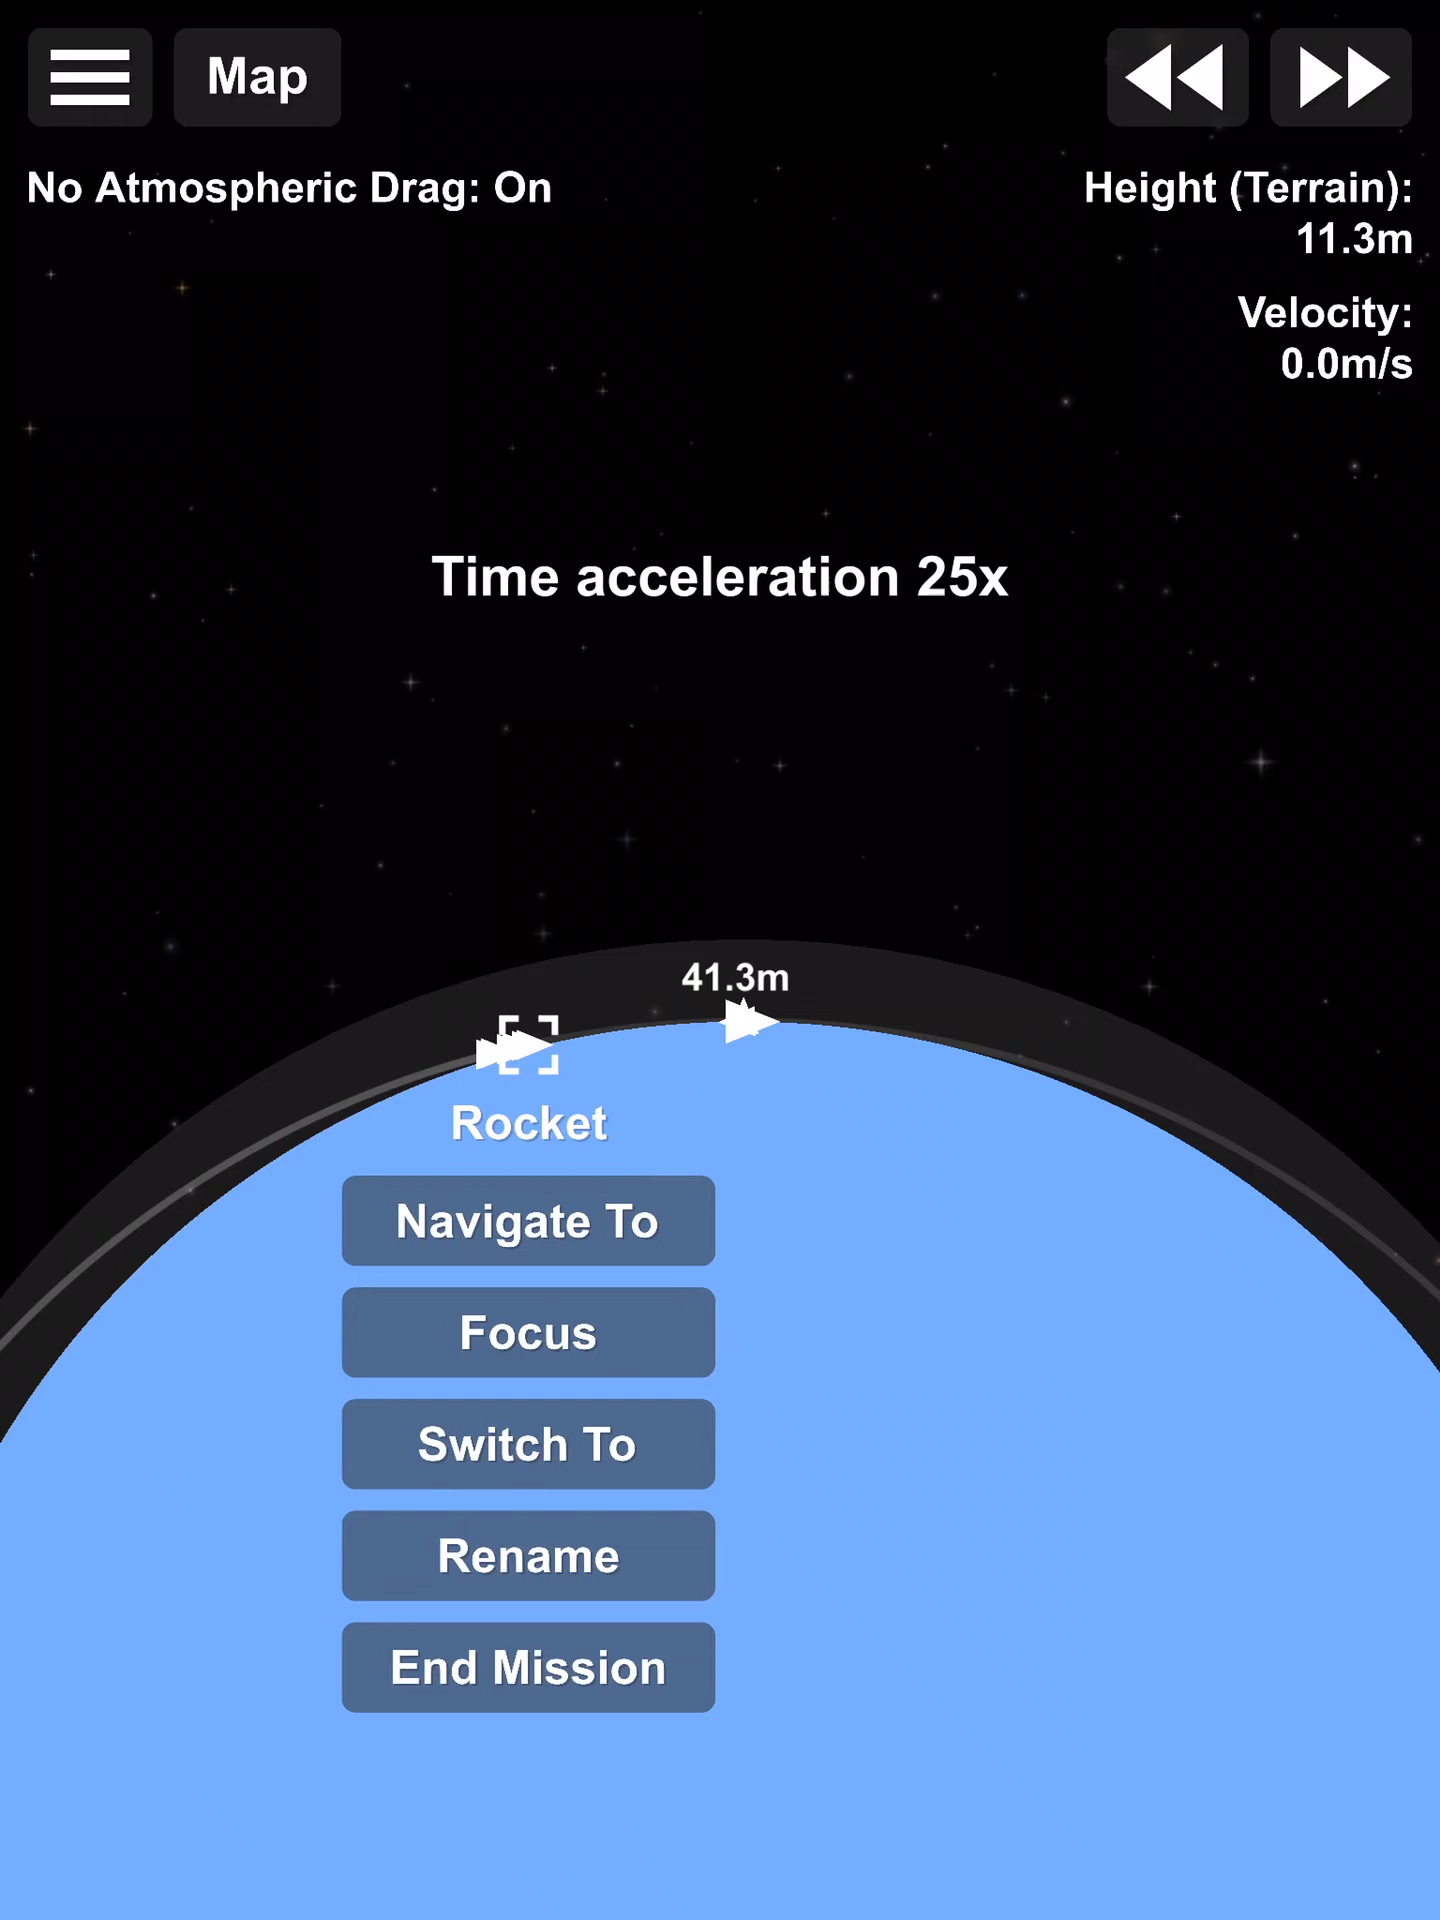 Map
No Atmospheric Drag: On
Height (Terrain):
11.3m
Velocity:
0.0m/s
Time acceleration 25x
41.3m
Rocket
Navigate To
Focus
Switch To
Rename
End Mission